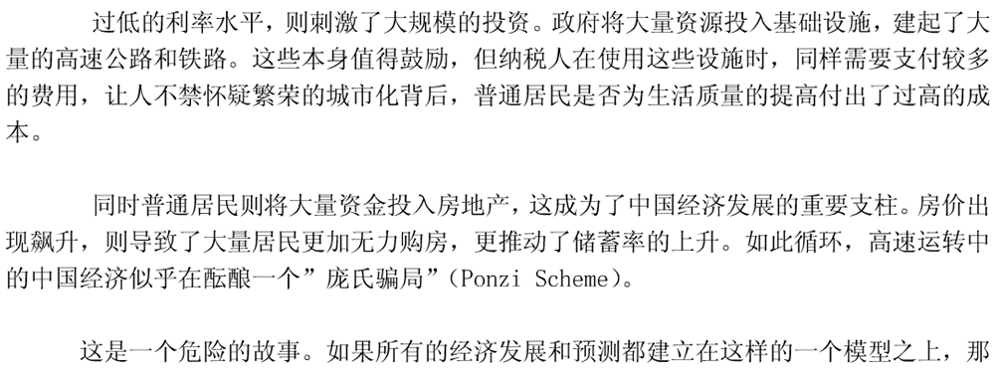 过低的利率水平，则刺激了大规模的投资。政府将大量资源投入基础设施，建起了大
量的高速公路和铁路。这些本身值得鼓励，但纳税人在使用这些设施时，同样需要支付较多
的费用，让人不禁怀疑繁荣的城市化背后，普通居民是否为生活质量的提高付出了过高的成
本。
同时普通居民则将大量资金投入房地产，这成为了中国经济发展的重要支柱。房价出
现飙升，则导致了大量居民更加无力购房，更推动了储蓄率的上升。如此循环，高速运转中
的中国经济似乎在酝酿一个”庞氏骗局”（Ponzi Scheme）。
这是一个危险的故事。如果所有的经济发展和预测都建立在这样的一个模型之上，那